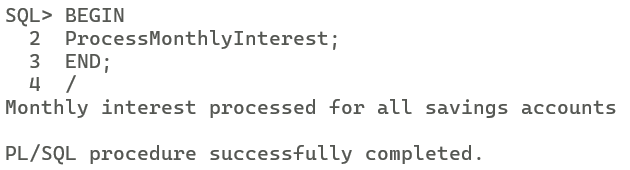 SQL> BEGIN
  2  ProcessMonthlyInterest;
  3  END;
  4  /
Monthly interest processed for all savings accounts

PL/SQL procedure successfully completed.